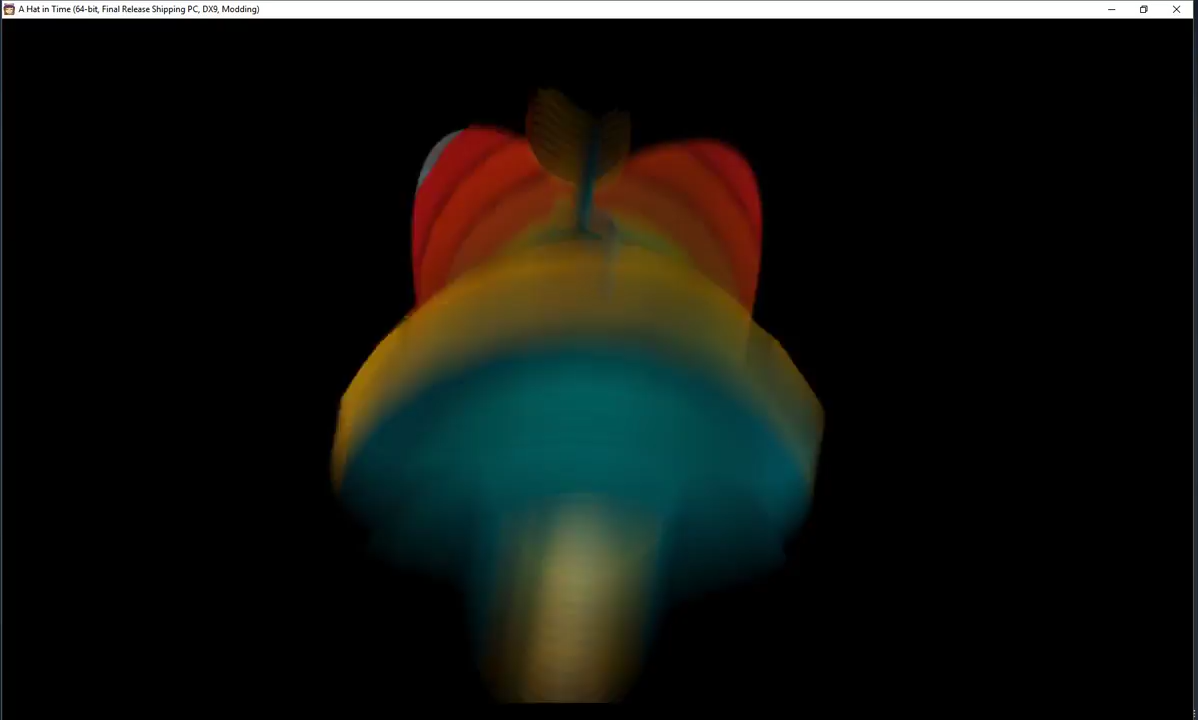 A Hat in Time (64-bit, Final Release Shipping PC, DX9, Modding)